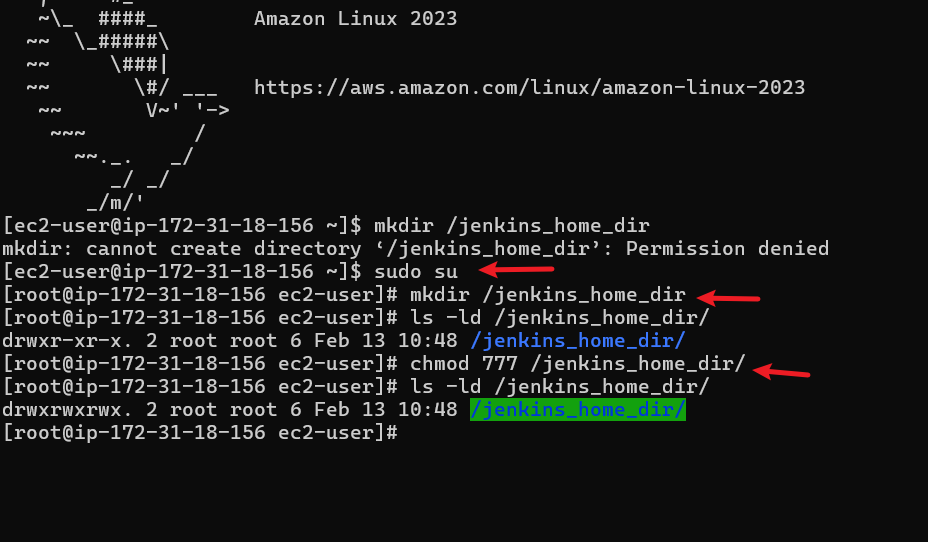 ~\_  ####_        Amazon Linux 2023
~~  \_#####\
~~     \###|
~~       \#/ ___   https://aws.amazon.com/linux/amazon-linux-2023
~~       V~' '->
~~~         /
~~._.   _/
_/ _/
_/m/'
[ec2-user@ip-172-31-18-156 ~]$ mkdir /jenkins_home_dir
mkdir: cannot create directory ‘/jenkins_home_dir’: Permission denied
[ec2-user@ip-172-31-18-156 ~]$ sudo su
[root@ip-172-31-18-156 ec2-user]# mkdir /jenkins_home_dir
[root@ip-172-31-18-156 ec2-user]# ls -ld /jenkins_home_dir/
drwxr-xr-x. 2 root root 6 Feb 13 10:48 /jenkins_home_dir/
[root@ip-172-31-18-156 ec2-user]# chmod 777 /jenkins_home_dir/
[root@ip-172-31-18-156 ec2-user]# ls -ld /jenkins_home_dir/
drwxrwxrwx. 2 root root 6 Feb 13 10:48 /jenkins_home_dir/
[root@ip-172-31-18-156 ec2-user]#